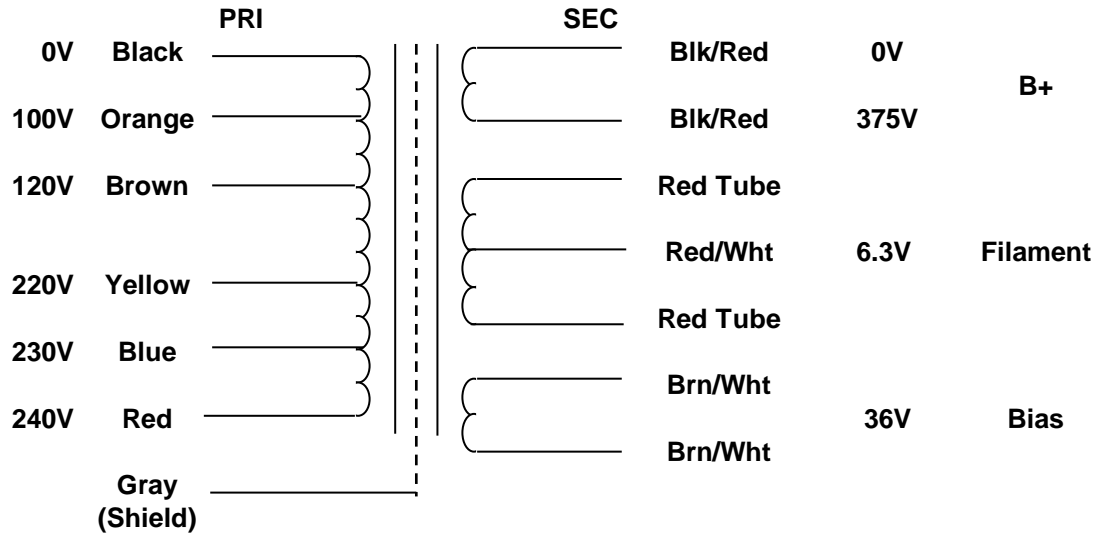 PRI SEC
0V Black Blk/Red 0V
B+
100V Orange Blk/Red 375V
120V Brown Red Tube
Red/Wht 6.3V Filament
220V Yellow
Red Tube
230V Blue
Brn/Wht
240V Red 36V Bias
Brn/Wht
Gray
(Shield)